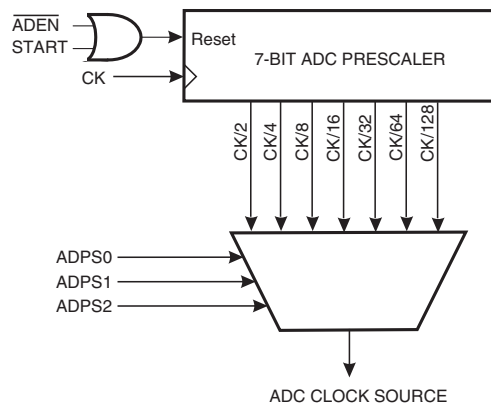 ADEN
START
Reset
7-BIT ADC PRESCALER
CK
CK/2
CK/4
CK/8
CK/16
CK/32
CK/64
CK/128
ADPS0
ADPS1
ADPS2
ADC CLOCK SOURCE